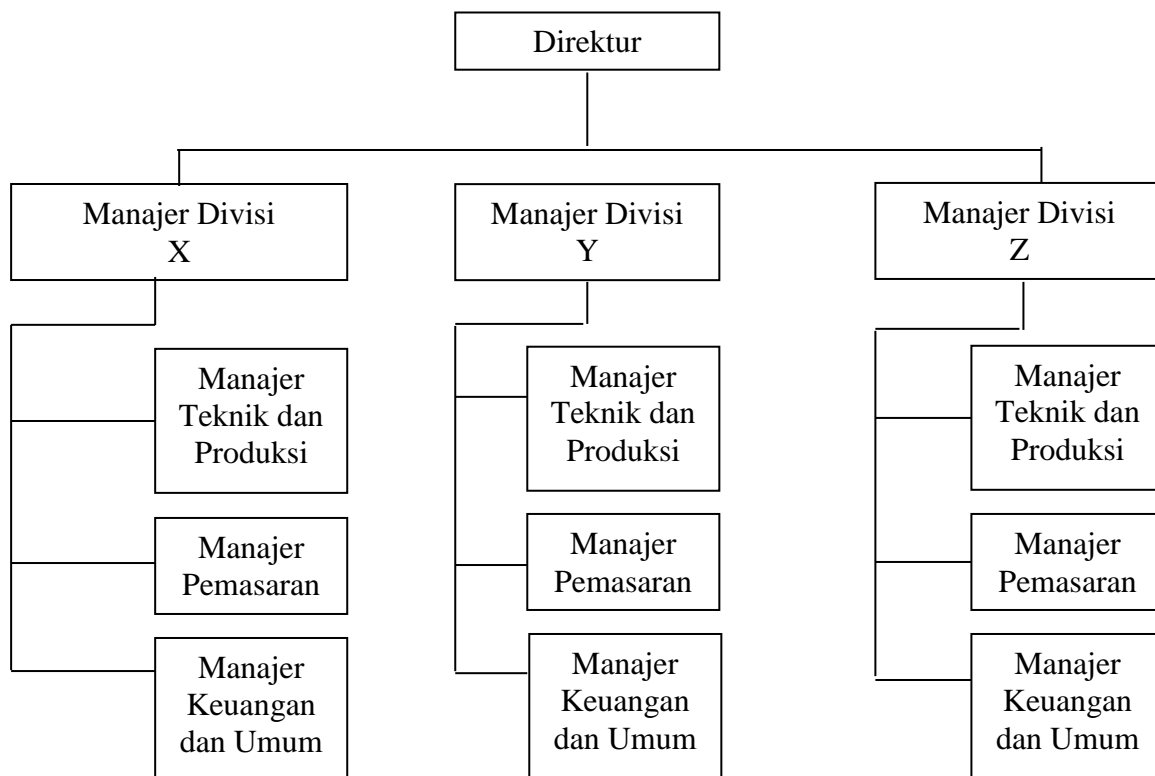 Direktur
Manajer Divisi
X
Manajer Divisi
Y
Manajer Divisi
Z
Manajer
Teknik dan
Produksi
Manajer
Pemasaran
Manajer
Keuangan
dan Umum
Manajer
Teknik dan
Produksi
Manajer
Pemasaran
Manajer
Keuangan
dan Umum
Manajer
Teknik dan
Produksi
Manajer
Pemasaran
Manajer
Keuangan
dan Umum